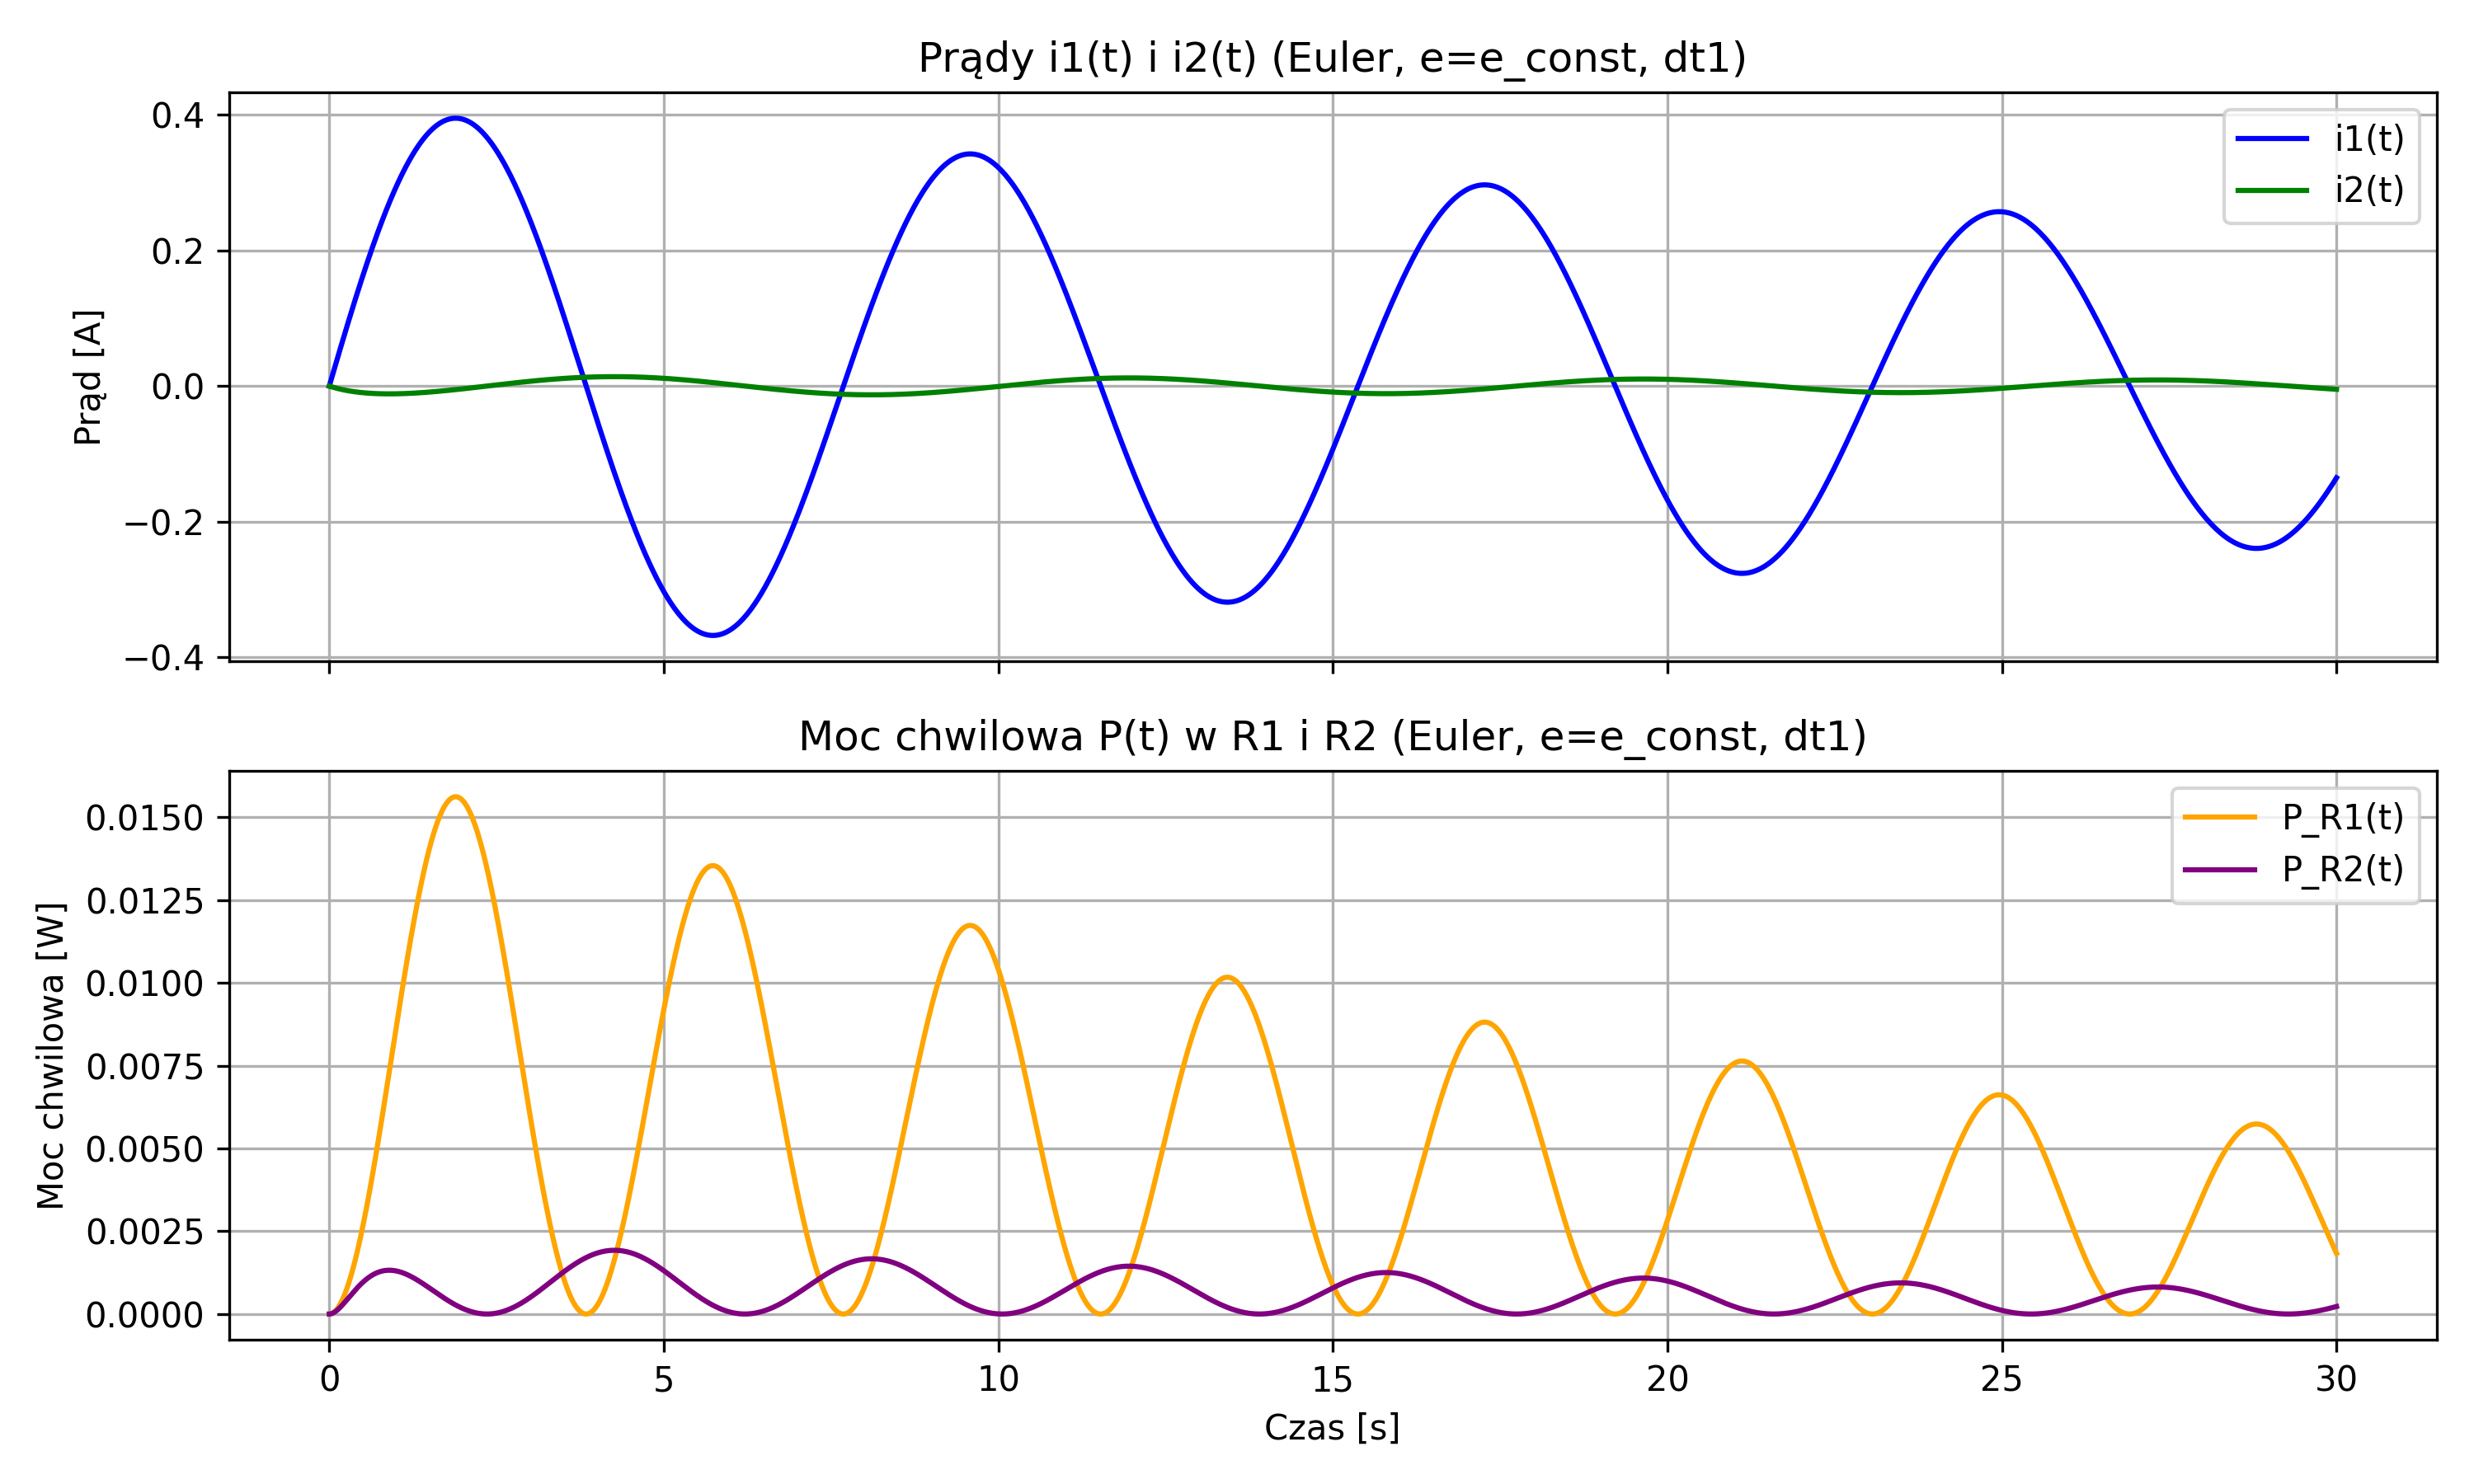 Prądy i1(t) i i2(t) (Euler, e=e_const, dt1)
Prąd [A]
0.4
0.2
0.0
−0.2
−0.4
i1(t)
i2(t)
Moc chwilowa P(t) w R1 i R2 (Euler, e=e_const, dt1)
Moc chwilowa [W]
0.0150
0.0125
0.0100
0.0075
0.0050
0.0025
0.0000
P_R1(t)
P_R2(t)
0 5 10 15 20 25 30
Czas [s]